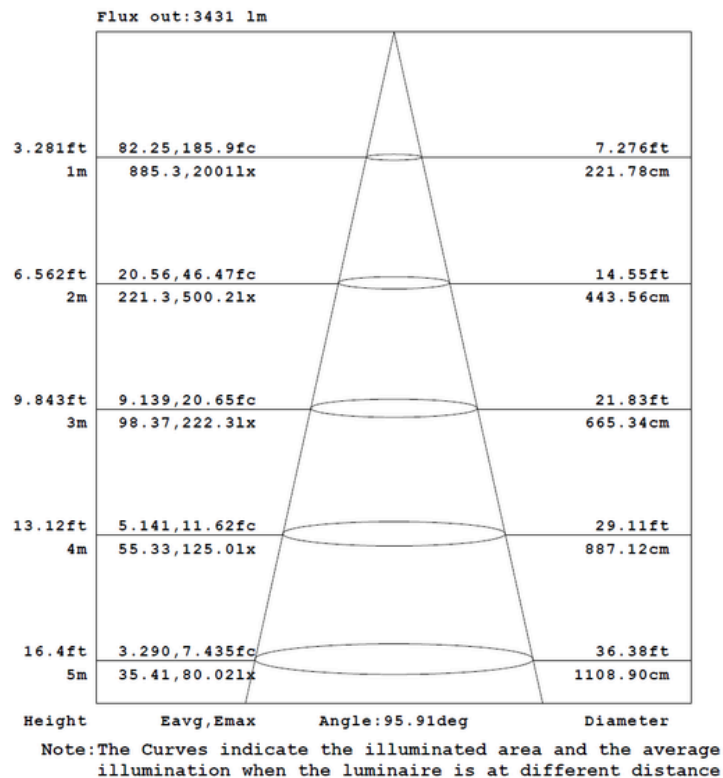 Flux out:3431 lm
3.281ft 82.25,185.9fc 7.276ft
1m 885.3,2001lx 221.78cm
6.562ft 20.56,46.47fc 14.55ft
2m 221.3,500.2lx 443.56cm
9.843ft 9.139,20.65fc 21.83ft
3m 98.37,222.3lx 665.34cm
13.12ft 5.141,11.62fc 29.11ft
4m 55.33,125.0lx 887.12cm
16.4ft 3.290,7.435fc 36.38ft
5m 35.41,80.02lx 1108.90cm
Height Eavg,Emax Angle:95.91deg Diameter
Note:The Curves indicate the illuminated area and the average
illumination when the luminaire is at different distance